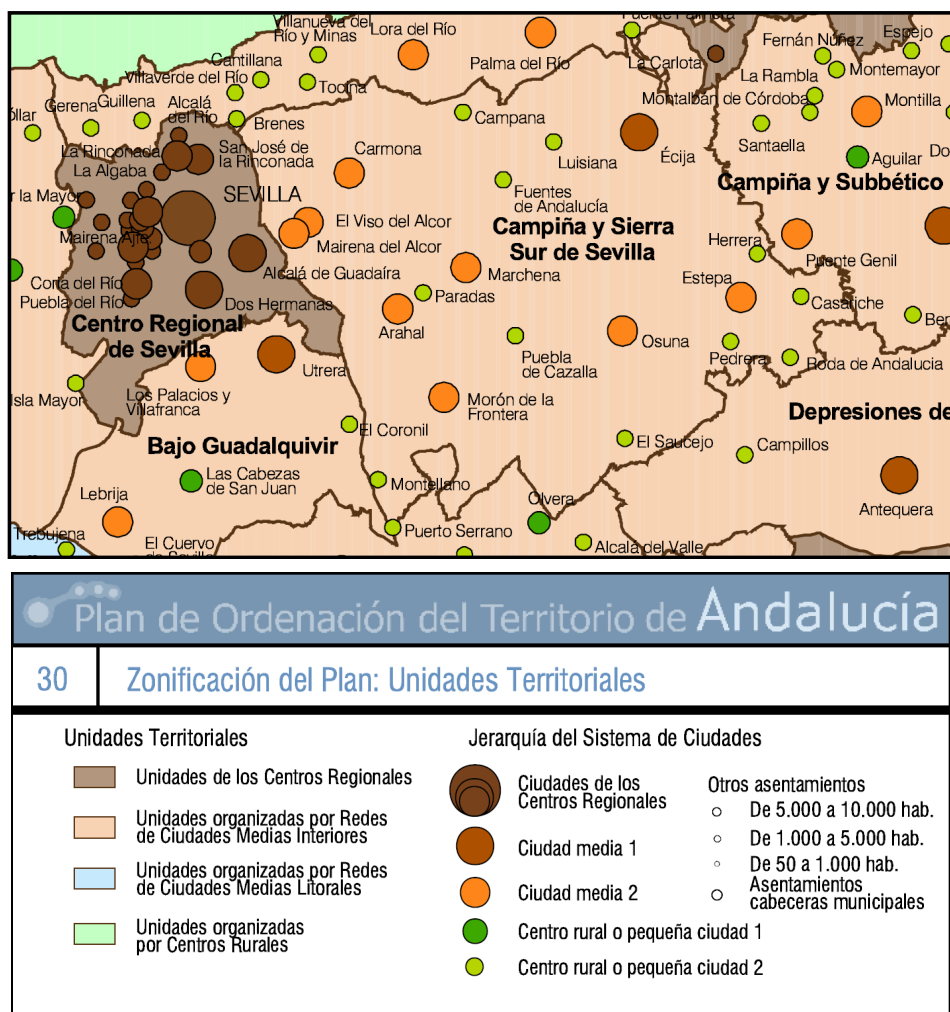 Villanueva del
Río y Minas
Lora del Río
Palma del Río
La Carlota
Fernán Núñez
Espejo
Cantillana
Villaverde del Río
Tocina
La Rambla
Montemayor
Gerena
Guillena
Alcalá
del Río
Brenes
Campana
Montalbán de Córdoba
Montilla
La Rinconada
San José de
la Rinconada
Carmona
Luisiana
Écija
Santaella
Aguilar
La Algaba
SEVILLA
Fuentes
de Andalucía
Campiña y Subbético
El Viso del Alcor
Campiña y Sierra
Sur de Sevilla
Mairena Ajfe.
Mairena del Alcor
Herrera
Puente Genil
Coria del Río
Alcalá de Guadaíra
Marchena
Estepa
Puebla del Río
Dos Hermanas
Paradas
Casariche
Centro Regional
de Sevilla
Arahal
Osuna
Utrera
Puebla
de Cazalla
Pedrera
Roda de Andalucia
Isla Mayor
Los Palacios y
Villafranca
Morón de la
Frontera
Depresiones de
Bajo Guadalquivir
El Coronil
El Saucejo
Campillos
Las Cabezas
de San Juan
Montellano
Lebrija
Olvera
Antequera
Trebujena
El Cuervo
de Sevilla
Puerto Serrano
Alcalá del Valle
Plan de Ordenación del Territorio de Andalucía
30
Zonificación del Plan: Unidades Territoriales
Unidades Territoriales
Unidades de los Centros Regionales
Unidades organizadas por Redes
de Ciudades Medias Interiores
Unidades organizadas por Redes
de Ciudades Medias Litorales
Unidades organizadas
por Centros Rurales
Jerarquía del Sistema de Ciudades
Ciudades de los
Centros Regionales
Ciudad media 1
Ciudad media 2
Centro rural o pequeña ciudad 1
Centro rural o pequeña ciudad 2
Otros asentamientos
De 5.000 a 10.000 hab.
De 1.000 a 5.000 hab.
De 50 a 1.000 hab.
Asentamientos
cabeceras municipales